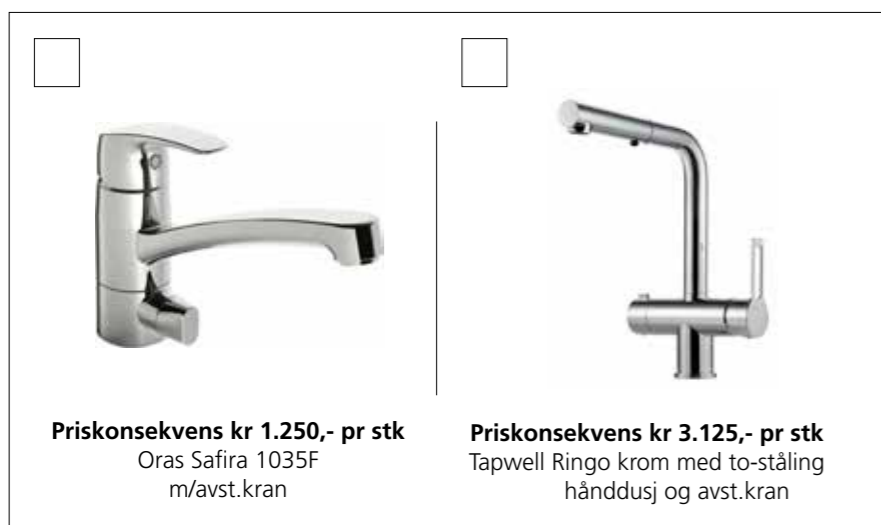 Priskonsekvens kr 1.250,- pr stk
Oras Safira 1035F
m/avst.kran
Priskonsekvens kr 3.125,- pr stk
Tapwell Ringo krom med to-ståling
hånddusj og avst.kran